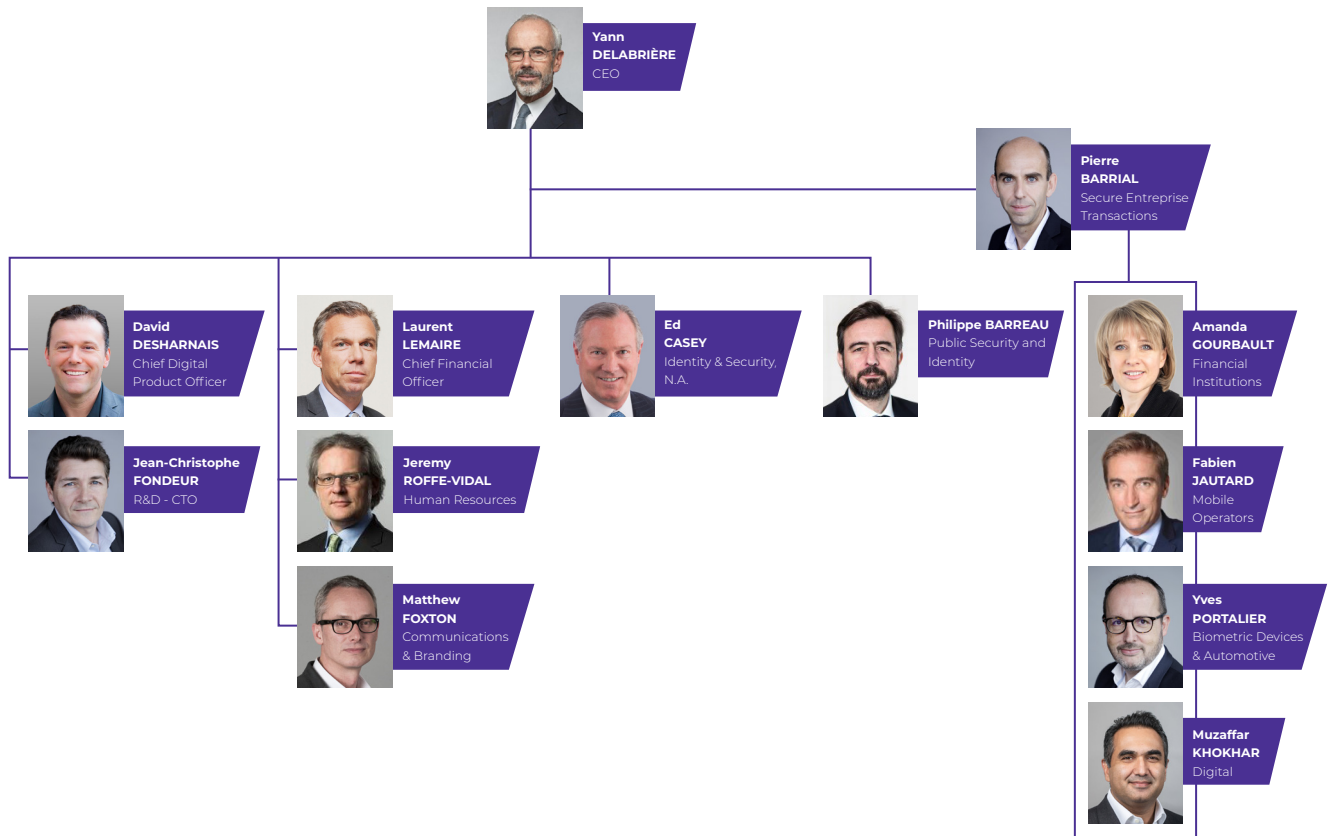 Yann
DELABRIÈRE
CEO
Pierre
BARRIAL
Secure Entreprise
Transactions
David
DESHARNAIS
Chief Digital
Product Officer
Laurent
LEMAIRE
Chief Financial
Officer
Ed
CASEY
Identity & Security,
N.A.
Philippe BARREAU
Public Security and
Identity
Amanda
GOURBAULT
Financial
Institutions
Jean-Christophe
FONDEUR
R&D - CTO
Jeremy
ROFFE-VIDAL
Human Resources
Fabien
JAUTARD
Mobile
Operators
Matthew
FOXTON
Communications
& Branding
Yves
PORTALIER
Biometric Devices
& Automotive
Muzaffar
KHOKHAR
Digital